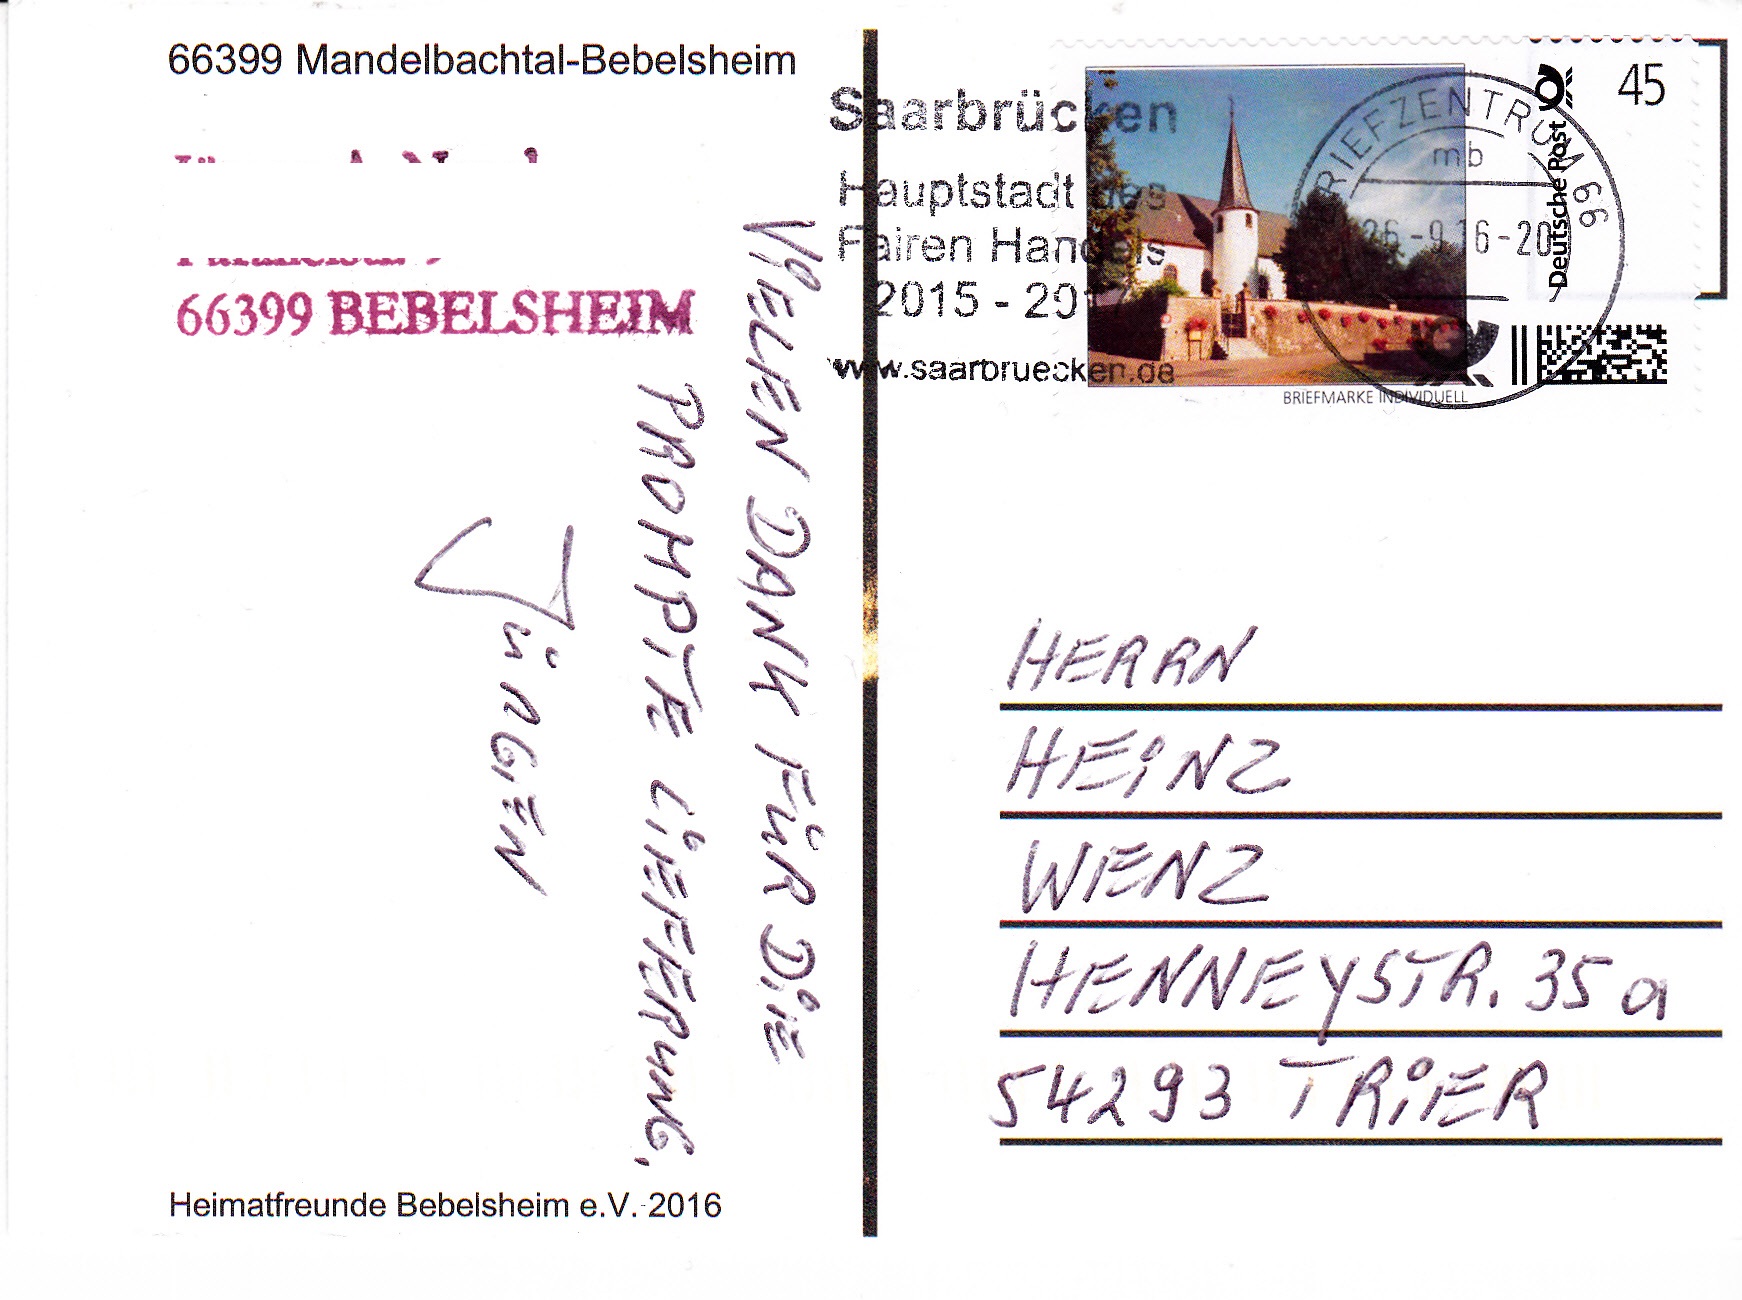 66399 Mandelbachtal-Bebelsheim
66399 BEBELSHEIM
VIELEN DANK FÜR DIE
PROMPTE LIEFERUNG,
JÜRGEN
Heimatfreunde Bebelsheim e.V. 2016
Saarbrücken
Hauptstadt des
Fairen Handels
2015 - 201
www.saarbruecken.de
BRIEFZENTRUM 66
mb
26.-9.16-20
Deutsche Post
45
BRIEFMARKE INDIVIDUELL
HERRN
HEINZ
WIENZ
HENNEYSTR. 35 a
54293 TRIER